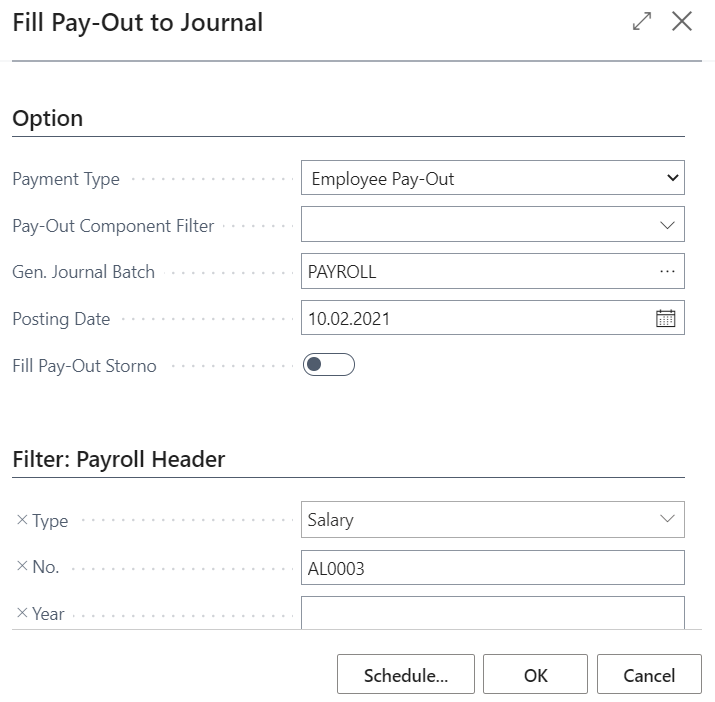 Fill Pay-Out to Journal
Option
Payment Type Employee Pay-Out
Pay-Out Component Filter
Gen. Journal Batch PAYROLL ...
Posting Date 10.02.2021
Fill Pay-Out Storno
Filter: Payroll Header
× Type Salary
× No. AL0003
× Year
Schedule... OK Cancel